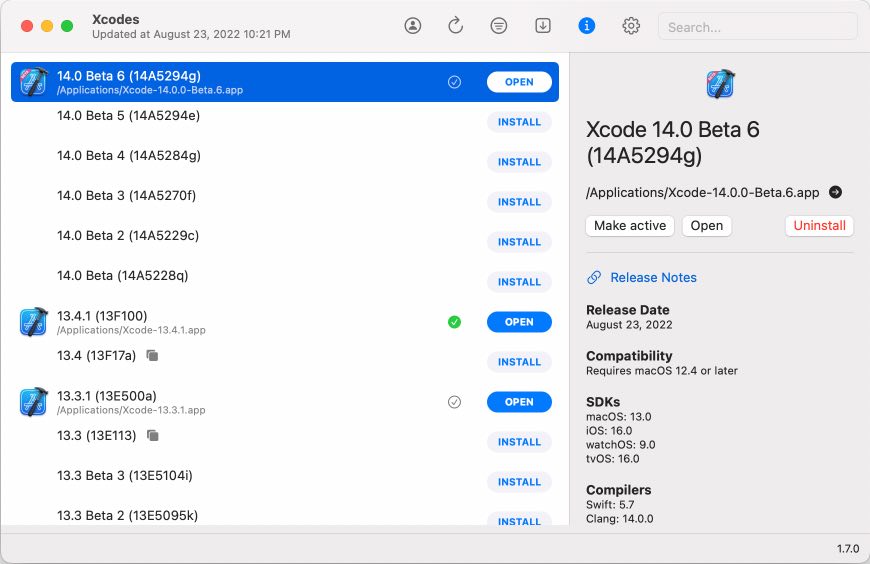 Xcodes
Updated at August 23, 2022 10:21 PM
Search...
14.0 Beta 6 (14A5294g)
/Applications/Xcode-14.0.0-Beta.6.app
OPEN
14.0 Beta 5 (14A5294e)
INSTALL
14.0 Beta 4 (14A5284g)
INSTALL
14.0 Beta 3 (14A5270f)
INSTALL
14.0 Beta 2 (14A5229c)
INSTALL
14.0 Beta (14A5228q)
INSTALL
13.4.1 (13F100)
/Applications/Xcode-13.4.1.app
OPEN
13.4 (13F17a)
INSTALL
13.3.1 (13E500a)
/Applications/Xcode-13.3.1.app
OPEN
13.3 (13E113)
INSTALL
13.3 Beta 3 (13E5104i)
INSTALL
13.3 Beta 2 (13E5095k)
INSTALL
Xcode 14.0 Beta 6
(14A5294g)
/Applications/Xcode-14.0.0-Beta.6.app
Make active
Open
Uninstall
Release Notes
Release Date
August 23, 2022
Compatibility
Requires macOS 12.4 or later
SDKs
macOS: 13.0
iOS: 16.0
watchOS: 9.0
tvOS: 16.0
Compilers
Swift: 5.7
Clang: 14.0.0
1.7.0